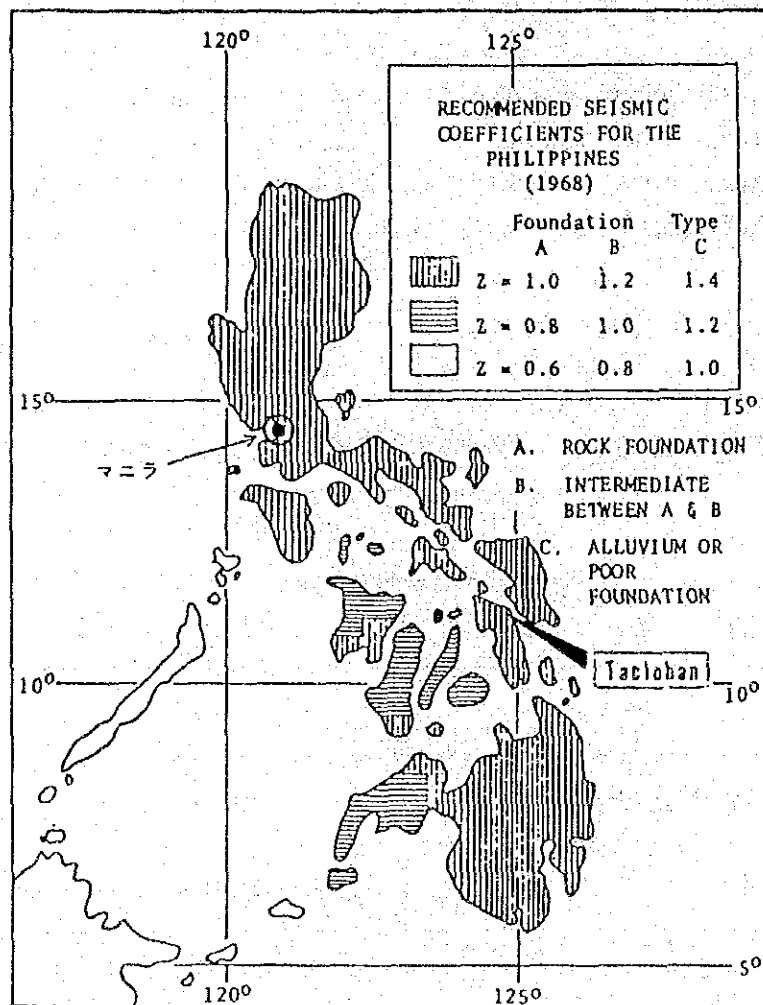 120° 125°
RECOMMENDED SEISMIC
COEFFICIENTS FOR THE
PHILIPPINES
(1968)
Foundation Type
A B C
Z = 1.0 1.2 1.4
Z = 0.8 1.0 1.2
Z = 0.6 0.8 1.0
15° 15°
マニラ
A. ROCK FOUNDATION
B. INTERMEDIATE
BETWEEN A & B
C. ALLUVIUM OR
POOR
FOUNDATION
Tacloban
10° 10°
5°
120° 125°